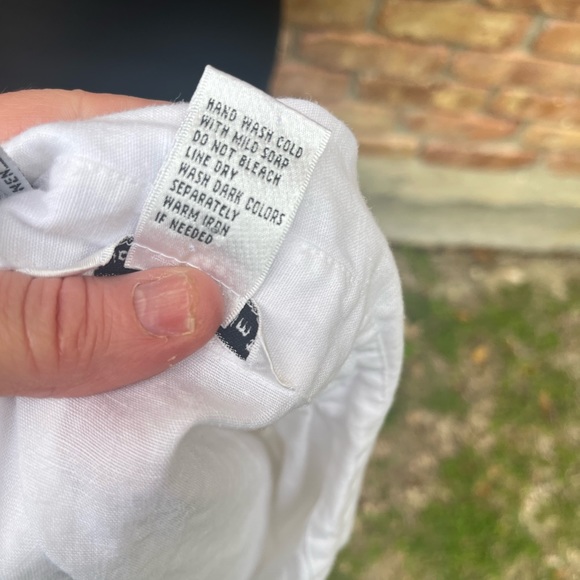 HAND WASH COLD
WITH MILD SOAP
DO NOT BLEACH
LINE DRY
WASH DARK COLORS
SEPARATELY
WARM IRON
IF NEEDED